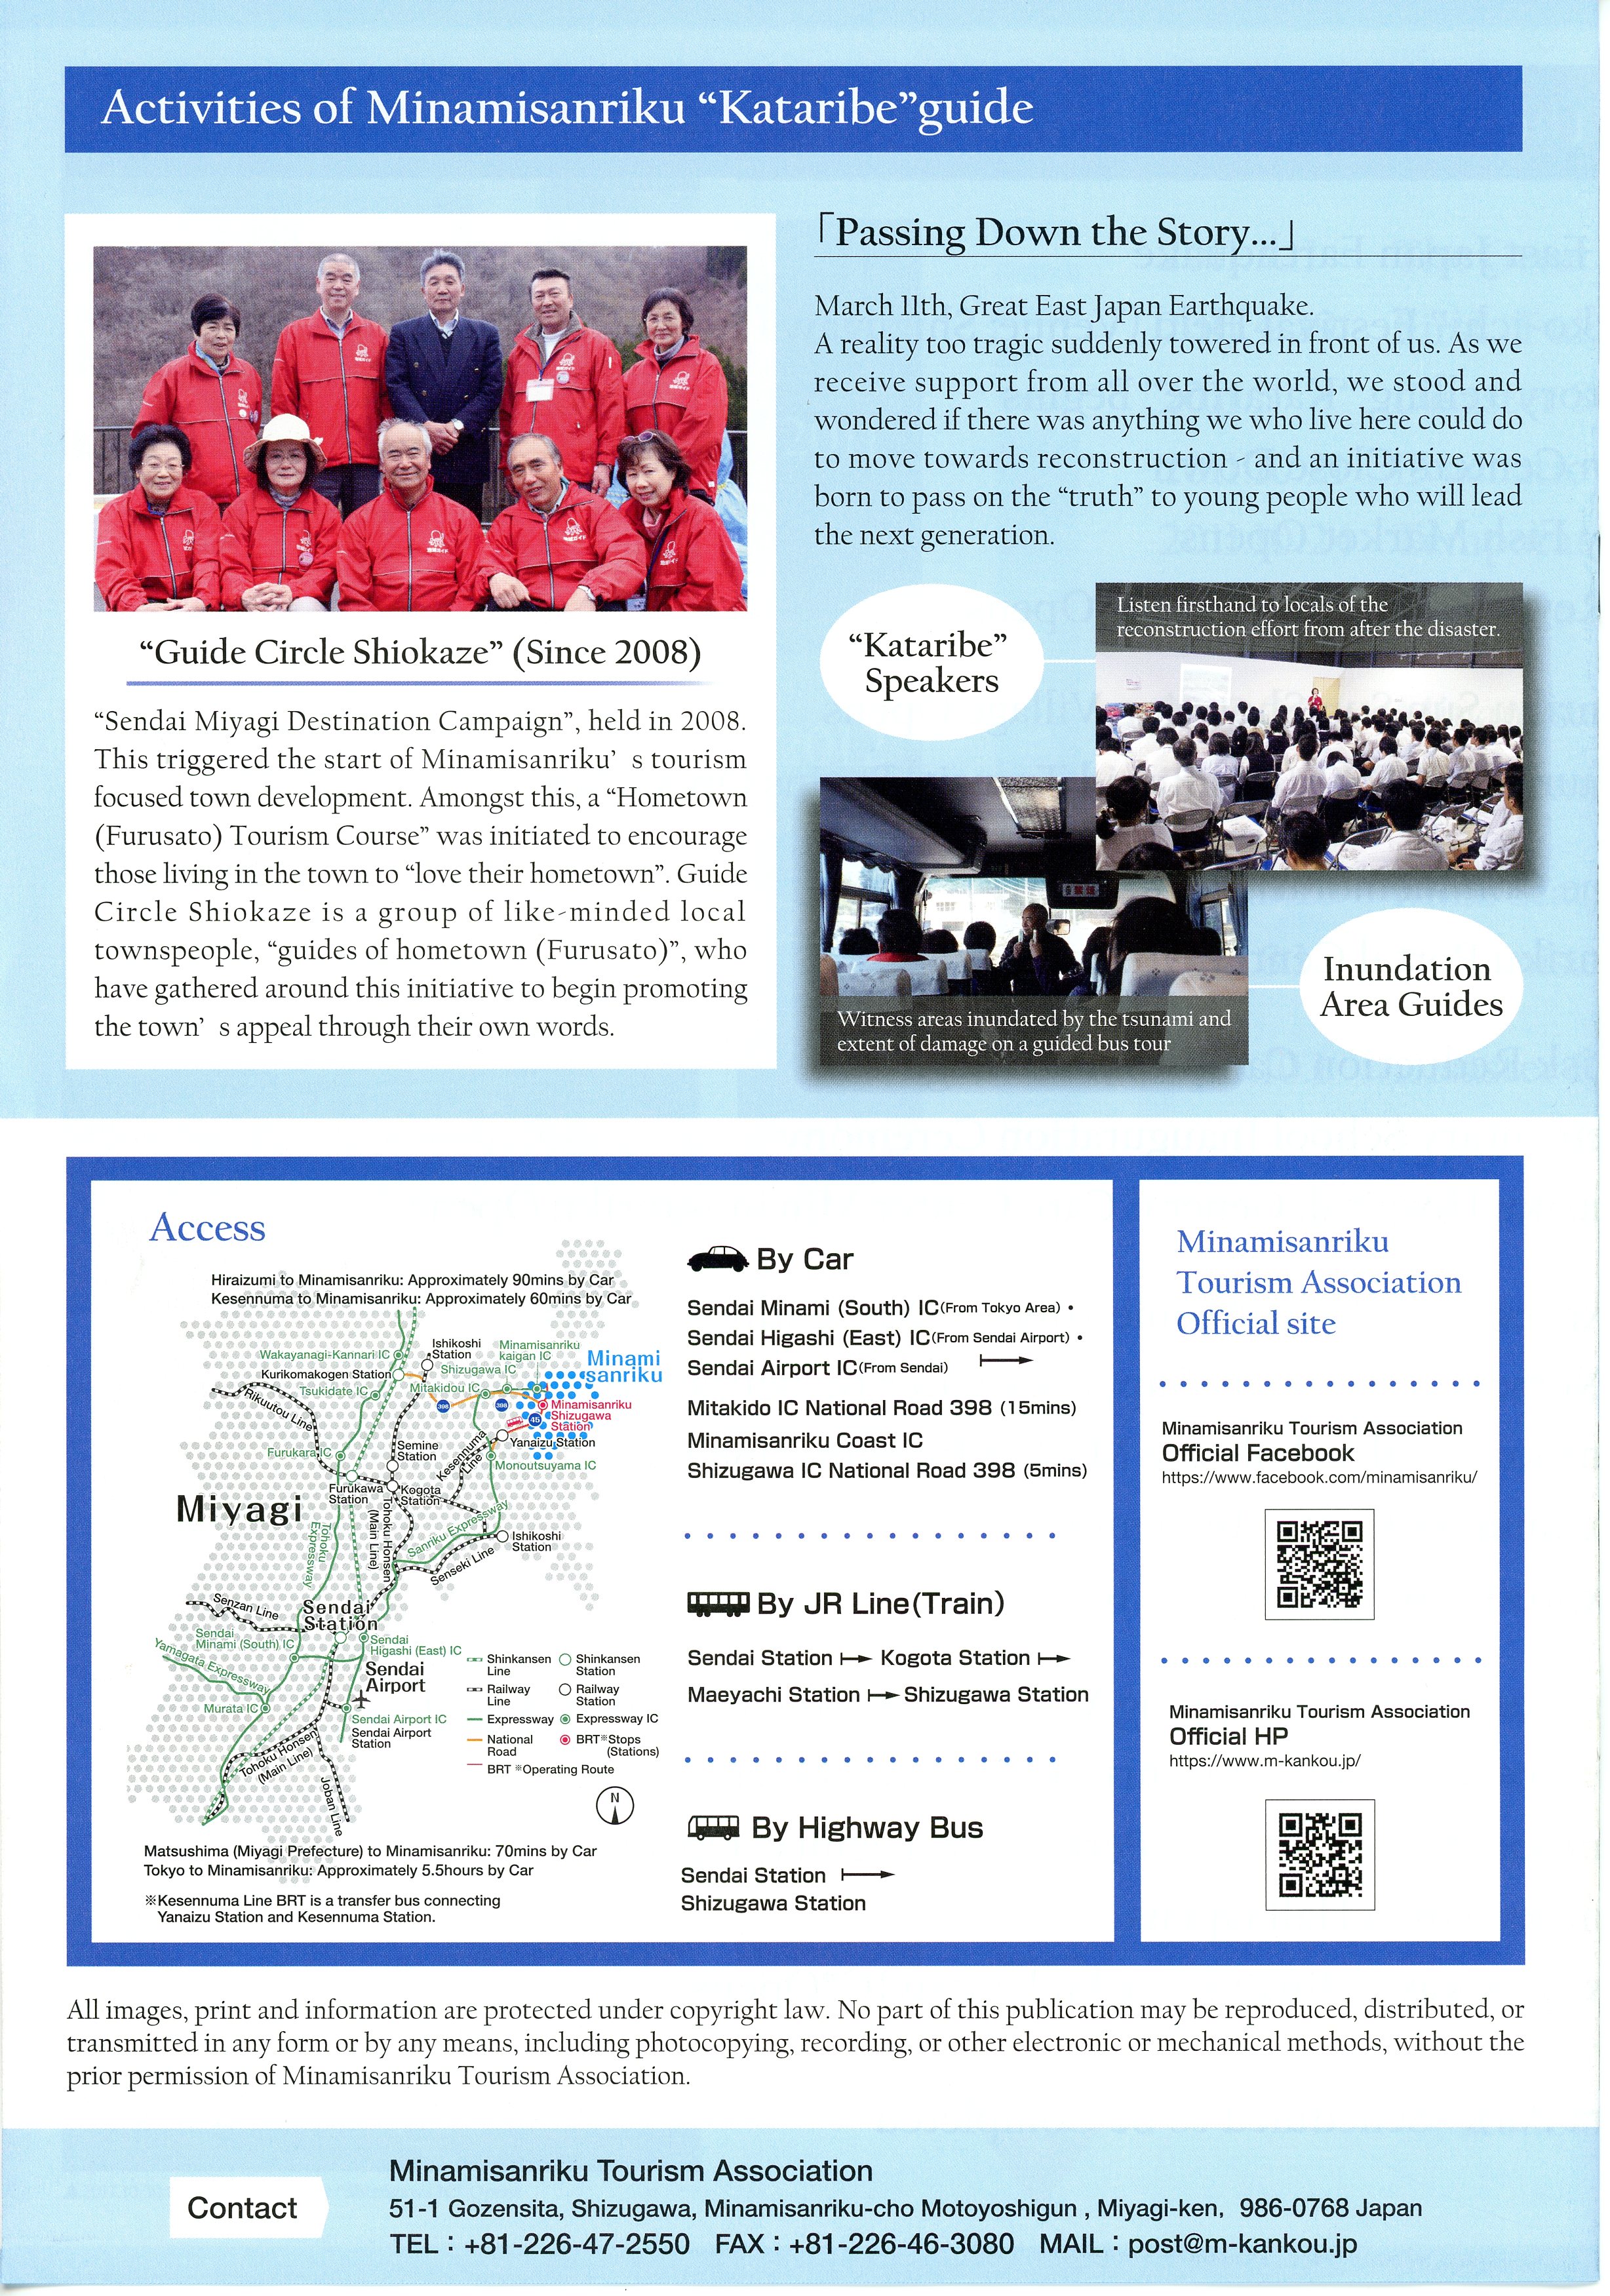 Activities of Minamisanriku “Kataribe”guide
“Guide Circle Shiokaze” (Since 2008)
“Sendai Miyagi Destination Campaign”, held in 2008.
This triggered the start of Minamisanriku’ s tourism
focused town development. Amongst this, a “Hometown
(Furusato) Tourism Course” was initiated to encourage
those living in the town to “love their hometown”. Guide
Circle Shiokaze is a group of like-minded local
townspeople, “guides of hometown (Furusato)”, who
have gathered around this initiative to begin promoting
the town’ s appeal through their own words.
「Passing Down the Story...」
March 11th, Great East Japan Earthquake.
A reality too tragic suddenly towered in front of us. As we
receive support from all over the world, we stood and
wondered if there was anything we who live here could do
to move towards reconstruction - and an initiative was
born to pass on the “truth” to young people who will lead
the next generation.
“Kataribe”
Speakers
Listen firsthand to locals of the
reconstruction effort from after the disaster.
Witness areas inundated by the tsunami and
extent of damage on a guided bus tour
Inundation
Area Guides
Access
Hiraizumi to Minamisanriku: Approximately 90mins by Car
Kesennuma to Minamisanriku: Approximately 60mins by Car
Ishikoshi
Station
Minamisanriku
kaigan IC
Wakayanagi-Kannari IC
Shizugawa IC
Minami
sanriku
Kurikomakogen Station
Tsukidate IC
Mitakidou IC
398
398
45
Minamisanriku
Shizugawa
Station
Rikuutou Line
Yanaizu Station
Semine
Station
Kesennuma
Line
Furukara IC
Monoutsuyama IC
Furukawa
Station
Kogota
Station
Miyagi
Tohoku
Expressway
Tohoku Honsen
(Main Line)
Sanriku Expressway
Ishikoshi
Station
Senseki Line
Senzan Line
Sendai
Station
Sendai
Minami (South) IC
Sendai
Higashi (East) IC
Yamagata Expressway
Sendai
Airport
Murata IC
Sendai Airport IC
Sendai Airport
Station
Tohoku Honsen
(Main Line)
Joban Line
Shinkansen
Line
Shinkansen
Station
Railway
Line
Railway
Station
Expressway
Expressway IC
National
Road
BRT※Stops
(Stations)
BRT ※Operating Route
N
Matsushima (Miyagi Prefecture) to Minamisanriku: 70mins by Car
Tokyo to Minamisanriku: Approximately 5.5hours by Car
※Kesennuma Line BRT is a transfer bus connecting
Yanaizu Station and Kesennuma Station.
By Car
Sendai Minami (South) IC(From Tokyo Area) •
Sendai Higashi (East) IC(From Sendai Airport) •
Sendai Airport IC(From Sendai)
Mitakido IC National Road 398 (15mins)
Minamisanriku Coast IC
Shizugawa IC National Road 398 (5mins)
By JR Line(Train)
Sendai Station Kogota Station
Maeyachi Station Shizugawa Station
By Highway Bus
Sendai Station
Shizugawa Station
Minamisanriku
Tourism Association
Official site
Minamisanriku Tourism Association
Official Facebook
https://www.facebook.com/minamisanriku/
Minamisanriku Tourism Association
Official HP
https://www.m-kankou.jp/
All images, print and information are protected under copyright law. No part of this publication may be reproduced, distributed, or
transmitted in any form or by any means, including photocopying, recording, or other electronic or mechanical methods, without the
prior permission of Minamisanriku Tourism Association.
Contact
Minamisanriku Tourism Association
51-1 Gozensita, Shizugawa, Minamisanriku-cho Motoyoshigun , Miyagi-ken, 986-0768 Japan
TEL : +81-226-47-2550 FAX : +81-226-46-3080 MAIL : post@m-kankou.jp